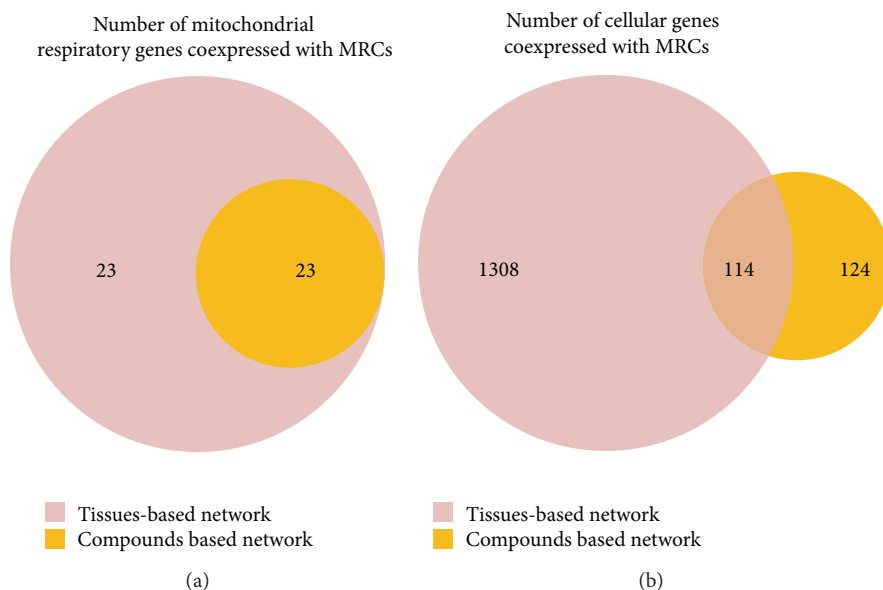 Number of mitochondrial
respiratory genes coexpressed with MRCs
23
23
Tissues-based network
Compounds based network
(a)
Number of cellular genes
coexpressed with MRCs
1308
114
124
Tissues-based network
Compounds based network
(b)